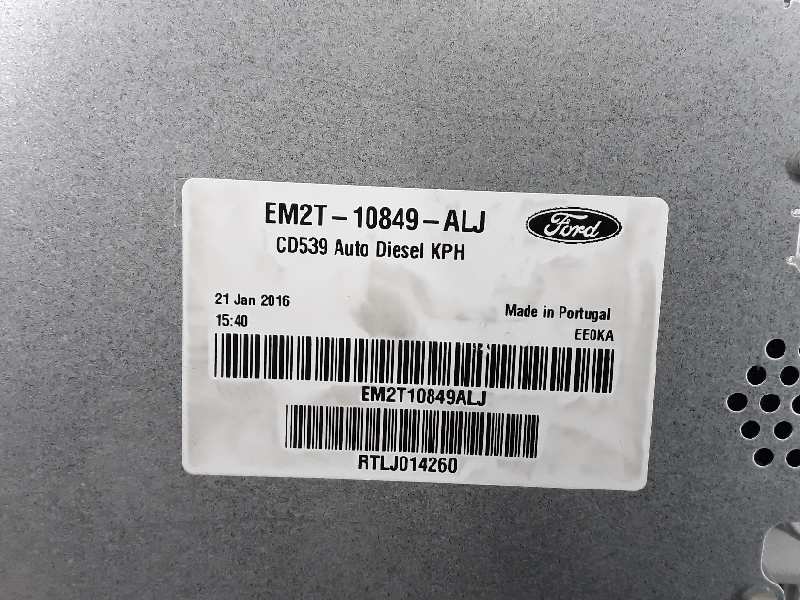 EM2T-10849-ALJ
Ford
CD539 Auto Diesel KPH
21 Jan 2016
Made in Portugal
15:40
EE0KA
EM2T10849ALJ
RTLJ014260